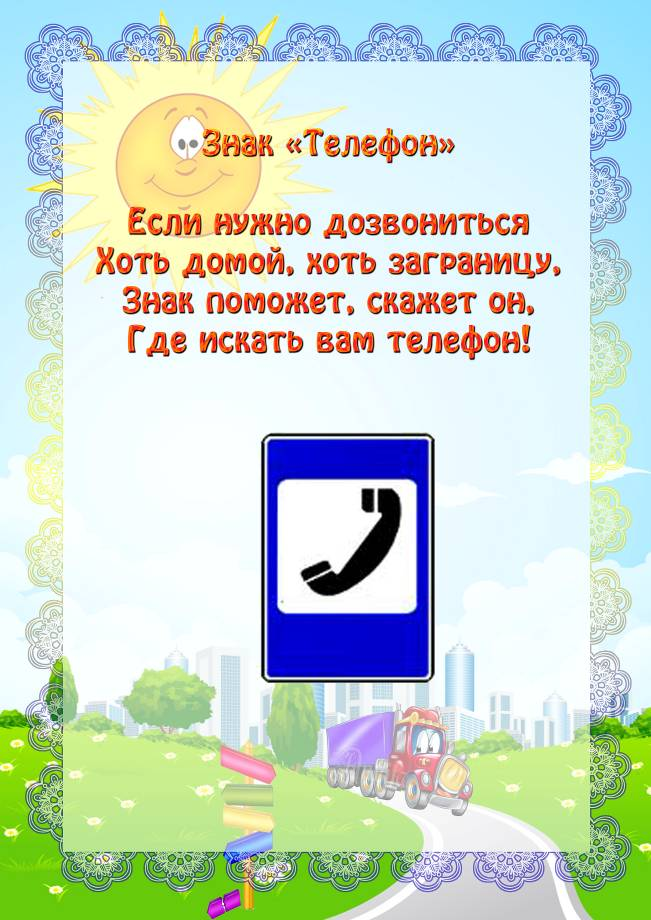 Знак «Телефон»
Если нужно дозвониться
Хоть домой, хоть заграницу,
Знак поможет, скажет он,
Где искать вам телефон!